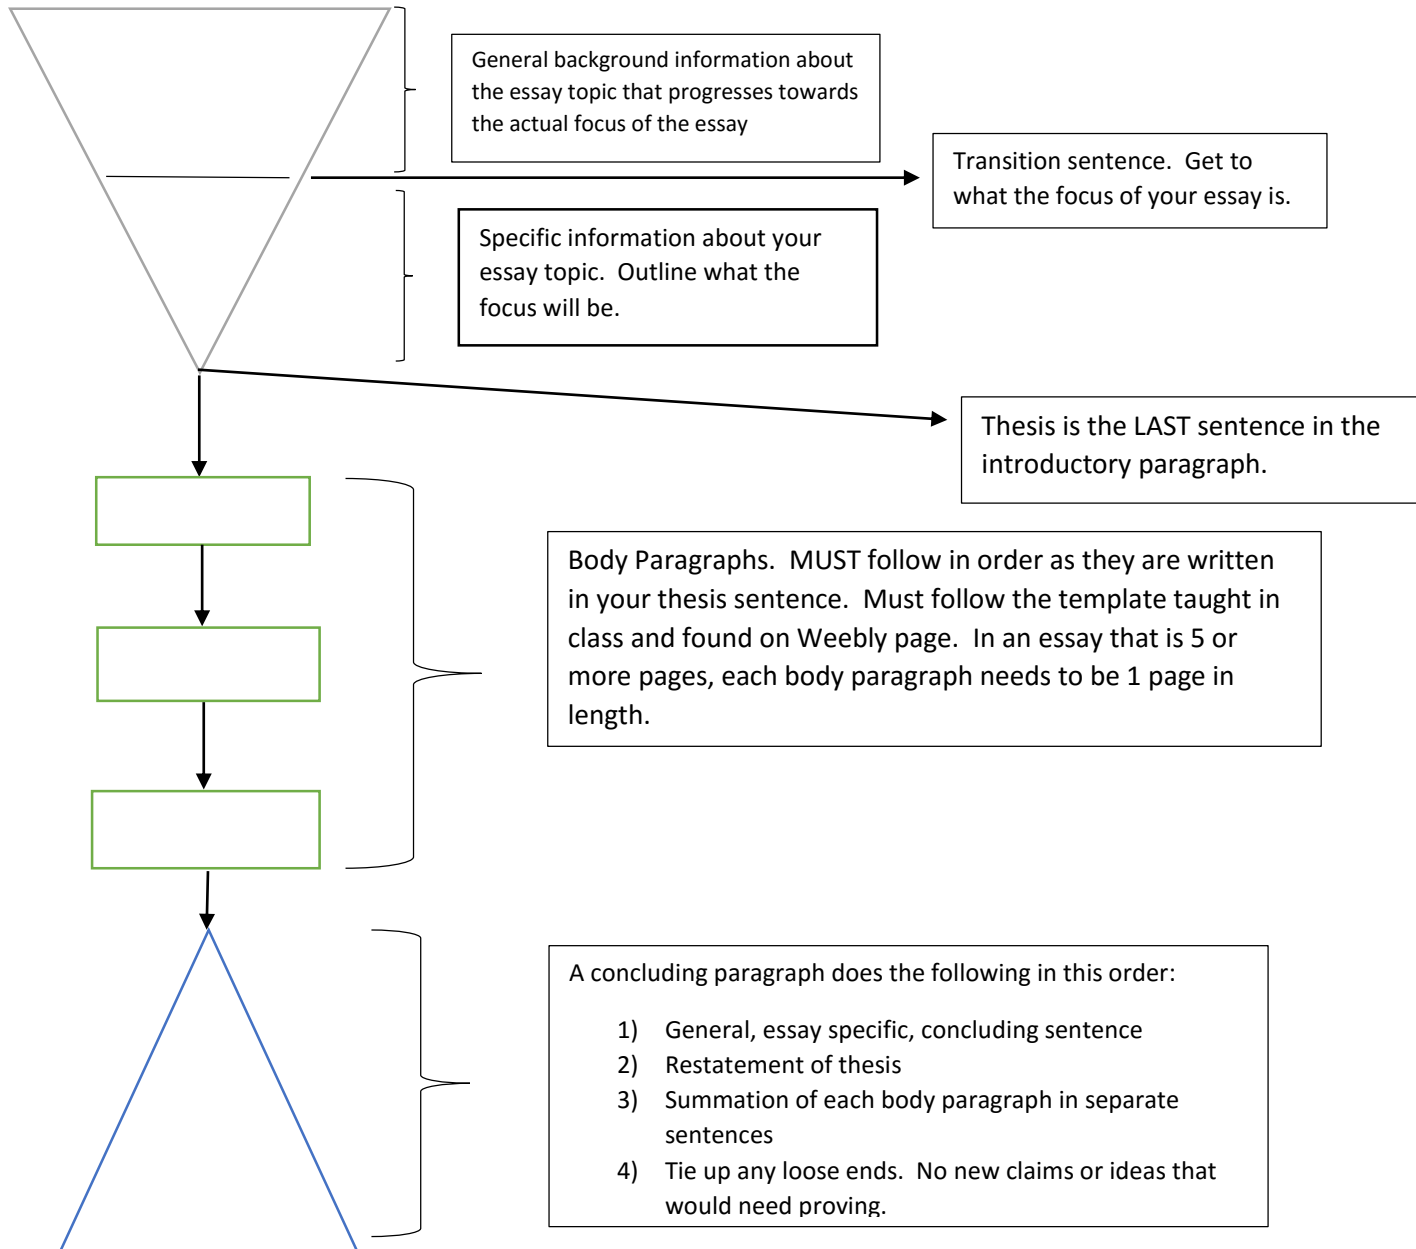 General background information about
the essay topic that progresses towards
the actual focus of the essay
Transition sentence.  Get to
what the focus of your essay is.
Specific information about your
essay topic.  Outline what the
focus will be.
Thesis is the LAST sentence in the
introductory paragraph.
Body Paragraphs.  MUST follow in order as they are written
in your thesis sentence.  Must follow the template taught in
class and found on Weebly page.  In an essay that is 5 or
more pages, each body paragraph needs to be 1 page in
length.
A concluding paragraph does the following in this order:
1) General, essay specific, concluding sentence
2) Restatement of thesis
3) Summation of each body paragraph in separate
sentences
4) Tie up any loose ends.  No new claims or ideas that
would need proving.